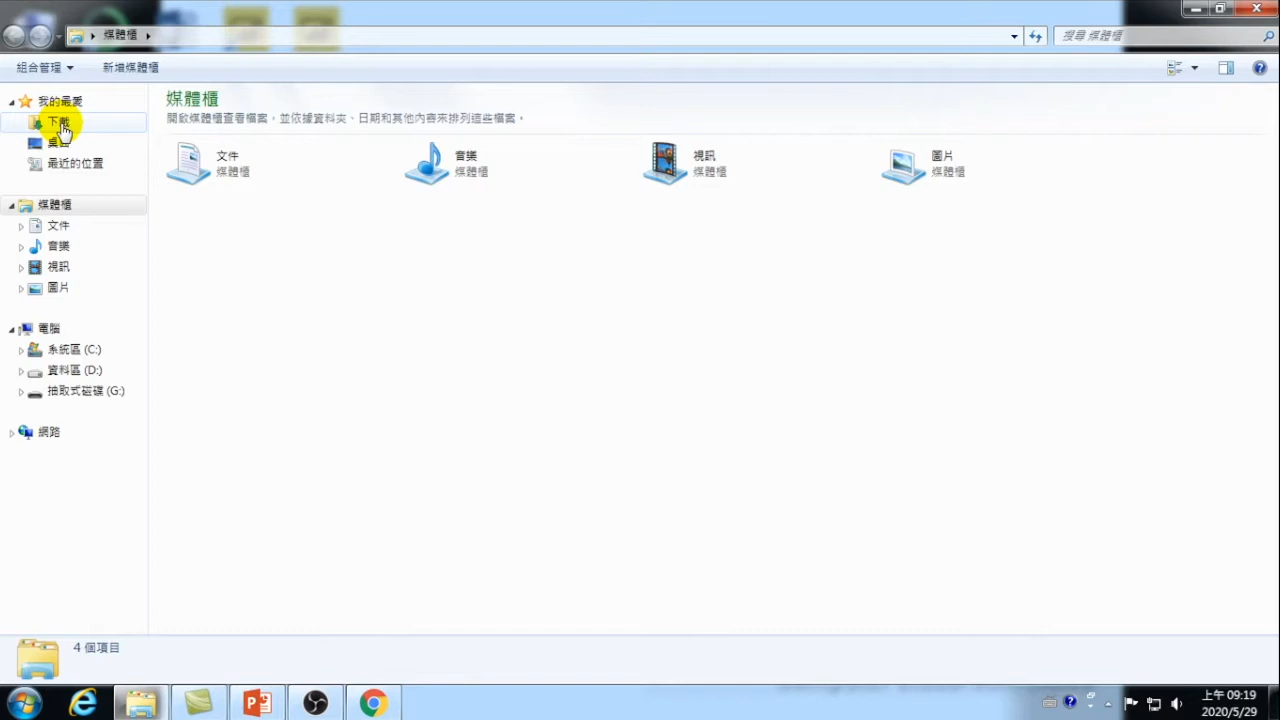 媒體櫃
搜尋 媒體櫃
組合管理
新增媒體櫃
我的最愛
下載
桌面
最近的位置
媒體櫃
文件
音樂
視訊
圖片
電腦
系統區 (C:)
資料區 (D:)
抽取式磁碟 (G:)
網路
媒體櫃
開啟媒體櫃查看檔案，並依據資料夾、日期和其他內容來排列這些檔案。
文件
媒體櫃
音樂
媒體櫃
視訊
媒體櫃
圖片
媒體櫃
4 個項目
上午 09:19
2020/5/29